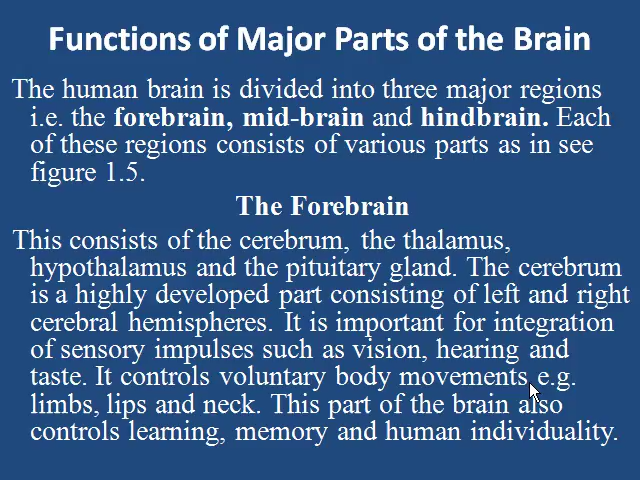 Functions of Major Parts of the Brain
The human brain is divided into three major regions
i.e. the forebrain, mid-brain and hindbrain. Each
of these regions consists of various parts as in see
figure 1.5.
The Forebrain
This consists of the cerebrum, the thalamus,
hypothalamus and the pituitary gland. The cerebrum
is a highly developed part consisting of left and right
cerebral hemispheres. It is important for integration
of sensory impulses such as vision, hearing and
taste. It controls voluntary body movements e.g.
limbs, lips and neck. This part of the brain also
controls learning, memory and human individuality.